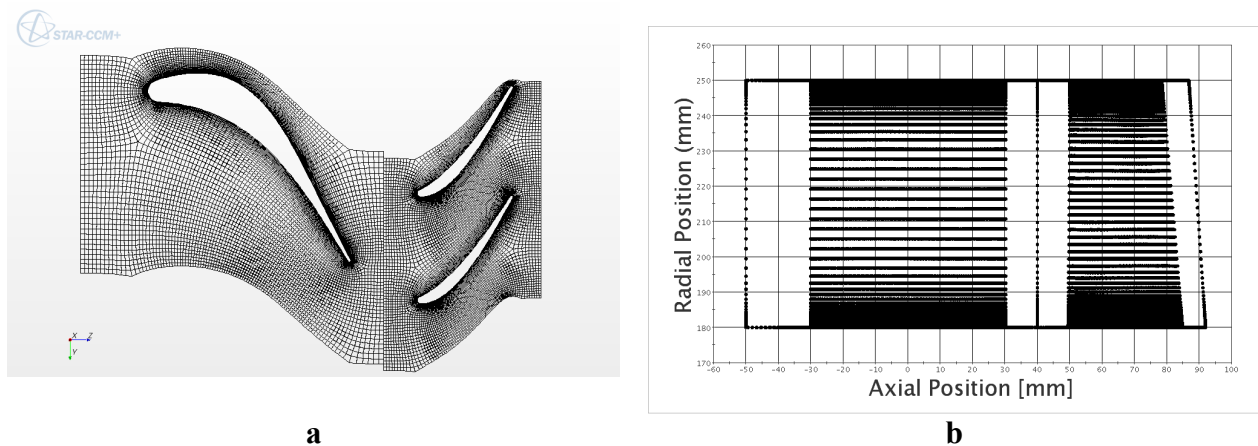 STAR-CCM+
X
Z
Y
260
250
240
230
220
210
200
190
180
170
Radial Position (mm)
-60 -50 -40 -30 -20 -10 0 10 20 30 40 50 60 70 80 90 100
Axial Position [mm]
a
b